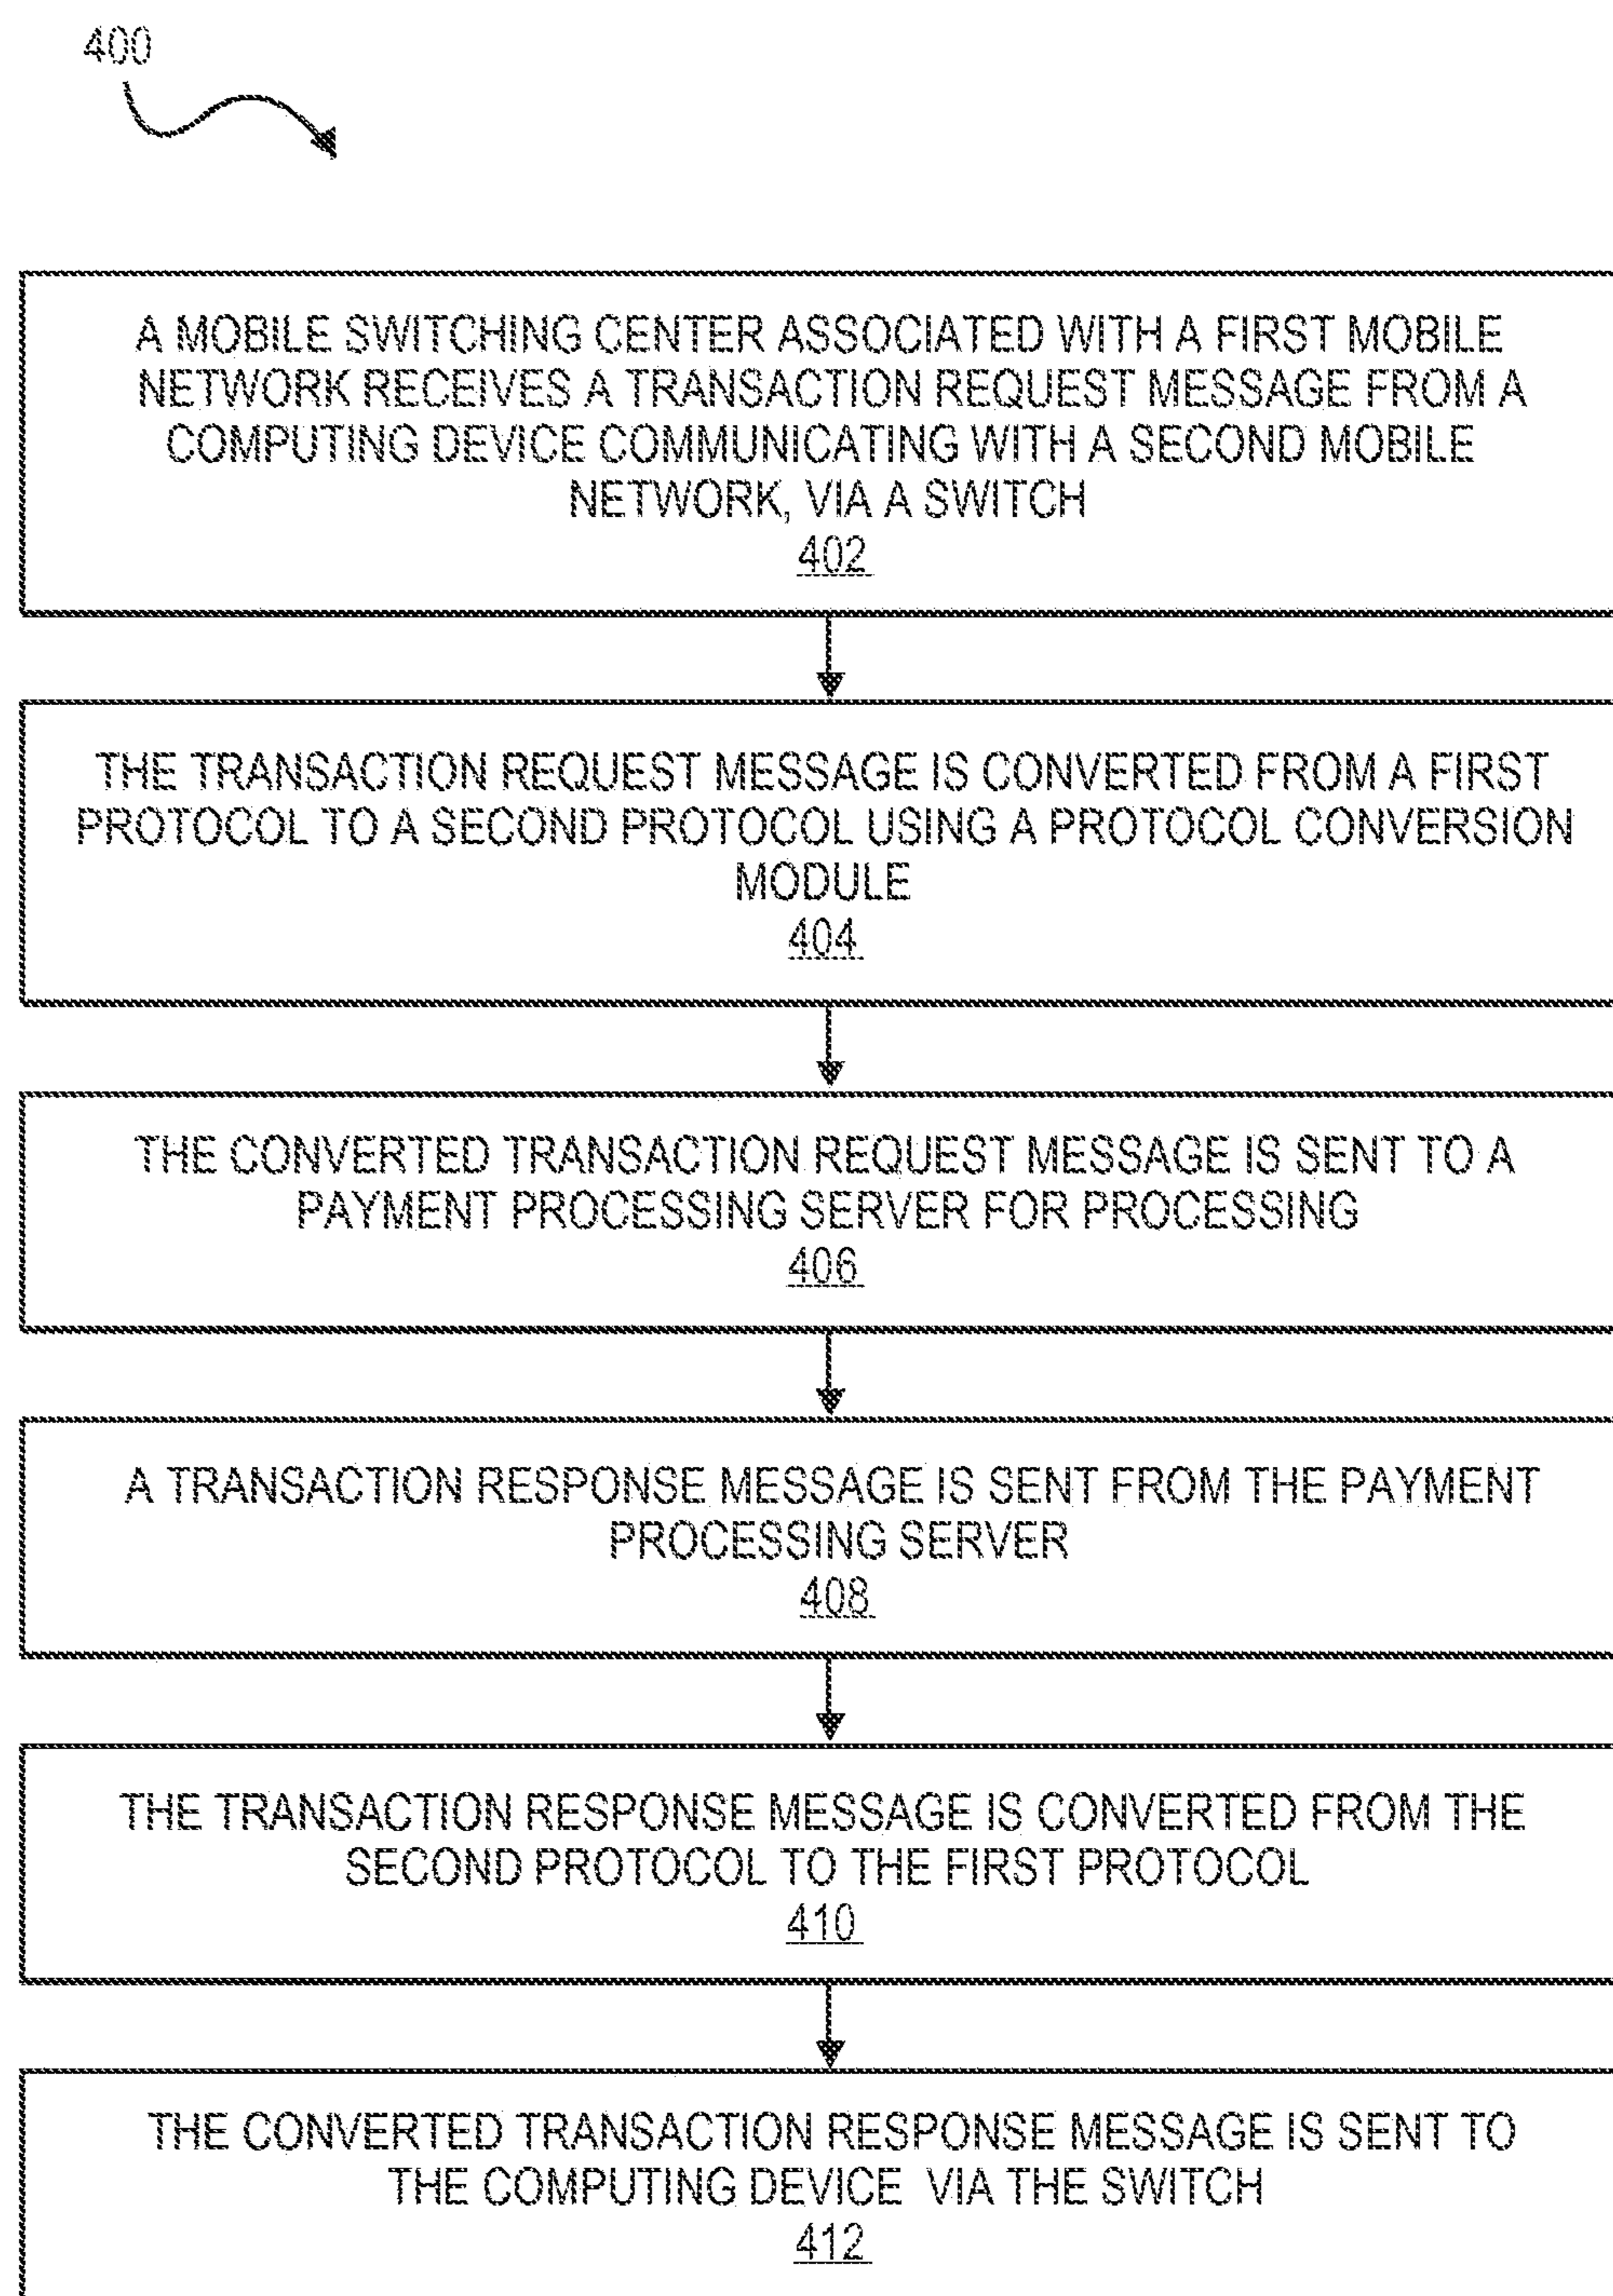 400
A MOBILE SWITCHING CENTER ASSOCIATED WITH A FIRST MOBILE
NETWORK RECEIVES A TRANSACTION REQUEST MESSAGE FROM A
COMPUTING DEVICE COMMUNICATING WITH A SECOND MOBILE
NETWORK, VIA A SWITCH
402
THE TRANSACTION REQUEST MESSAGE IS CONVERTED FROM A FIRST
PROTOCOL TO A SECOND PROTOCOL USING A PROTOCOL CONVERSION
MODULE
404
THE CONVERTED TRANSACTION REQUEST MESSAGE IS SENT TO A
PAYMENT PROCESSING SERVER FOR PROCESSING
406
A TRANSACTION RESPONSE MESSAGE IS SENT FROM THE PAYMENT
PROCESSING SERVER
408
THE TRANSACTION RESPONSE MESSAGE IS CONVERTED FROM THE
SECOND PROTOCOL TO THE FIRST PROTOCOL
410
THE CONVERTED TRANSACTION RESPONSE MESSAGE IS SENT TO
THE COMPUTING DEVICE VIA THE SWITCH
412